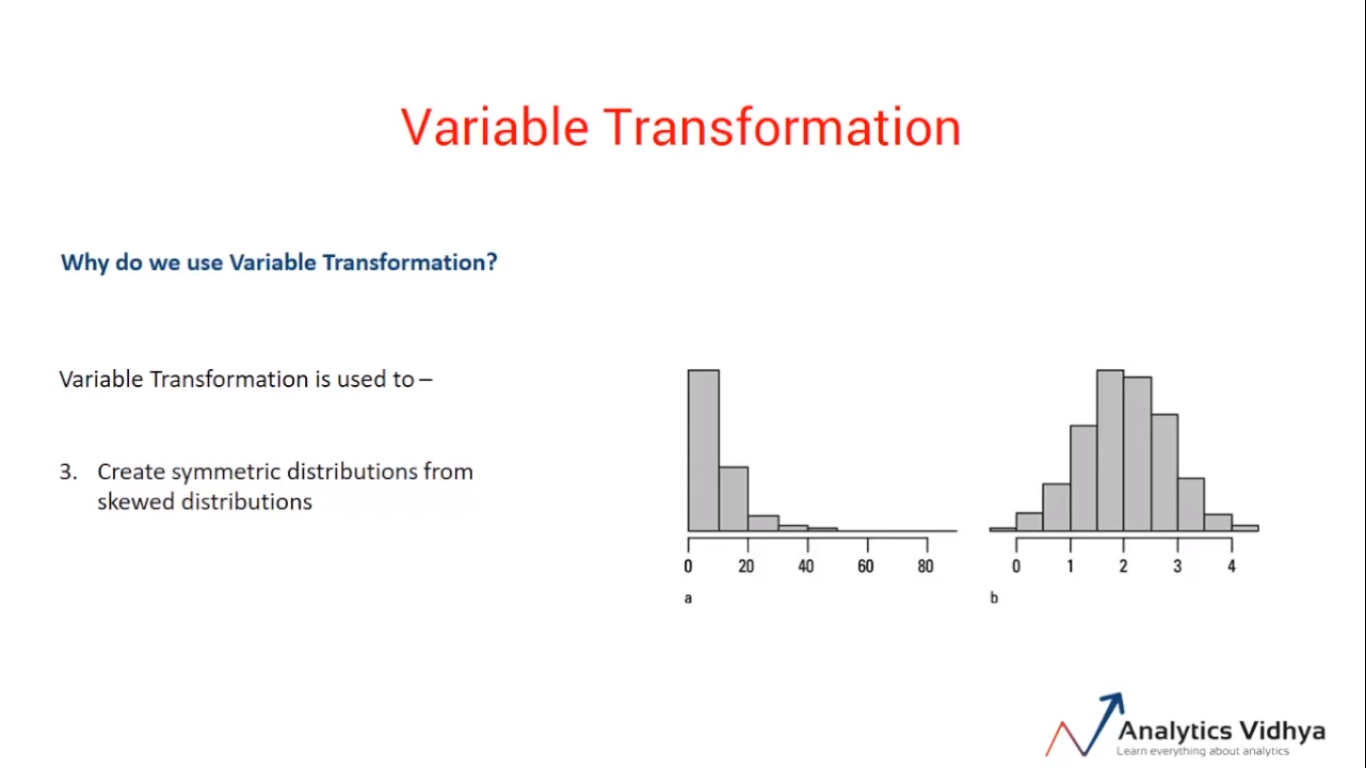 Variable Transformation
Why do we use Variable Transformation?
Variable Transformation is used to –
3. Create symmetric distributions from
skewed distributions
0 20 40 60 80
a
0 1 2 3 4
b
Analytics Vidhya
Learn everything about analytics